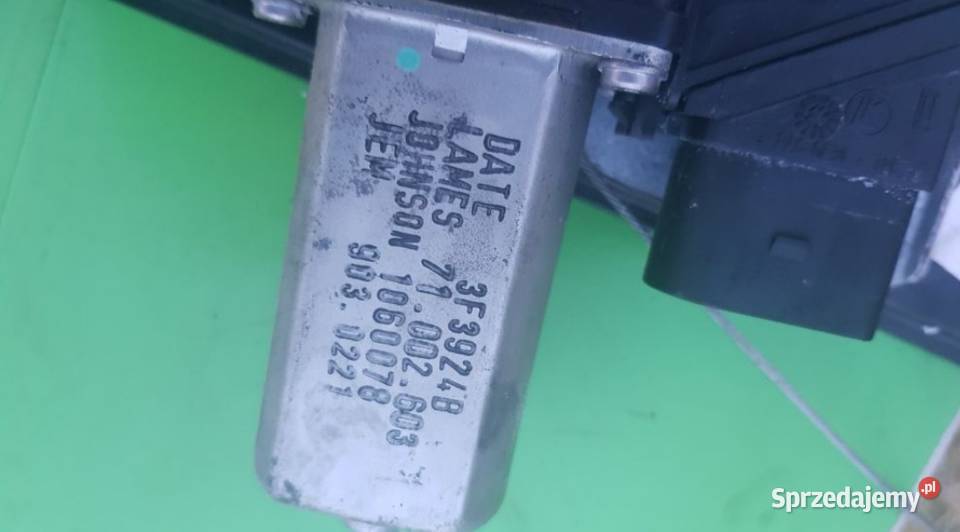 DATE 3F3924B
LAMES 71.002.603
JOHNSON 1060078
JEM 903.0221
Sprzedajemy.pl